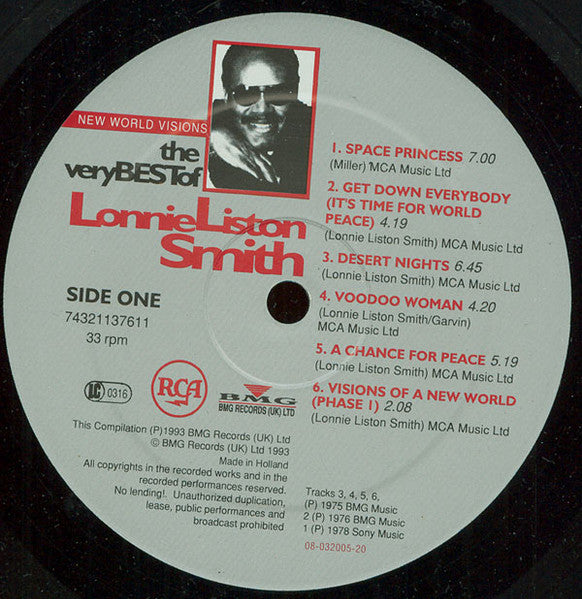 NEW WORLD VISIONS
the
veryBESTof
LonnieListon
Smith
SIDE ONE
74321137611
33 rpm
1. SPACE PRINCESS 7.00
(Miller) MCA Music Ltd
2. GET DOWN EVERYBODY
(IT'S TIME FOR WORLD
PEACE) 4.19
(Lonnie Liston Smith) MCA Music Ltd
3. DESERT NIGHTS 6.45
(Lonnie Liston Smith) MCA Music Ltd
4. VOODOO WOMAN 4.20
(Lonnie Liston Smith/Garvin)
MCA Music Ltd
5. A CHANCE FOR PEACE 5.19
(Lonnie Liston Smith) MCA Music Ltd
6. VISIONS OF A NEW WORLD
(PHASE I) 2.08
(Lonnie Liston Smith) MCA Music Ltd
LC 0316
RCA
BMG
BMG RECORDS (UK) LTD
This Compilation (P)1993 BMG Records (UK) Ltd
© BMG Records (UK) Ltd 1993
Made in Holland
All copyrights in the recorded works and in the
recorded performances reserved.
No lending!. Unauthorized duplication,
lease, public performances and
broadcast prohibited
Tracks 3, 4, 5, 6,
(P) 1975 BMG Music
2 (P) 1976 BMG Music
1 (P) 1978 Sony Music
08-032005-20